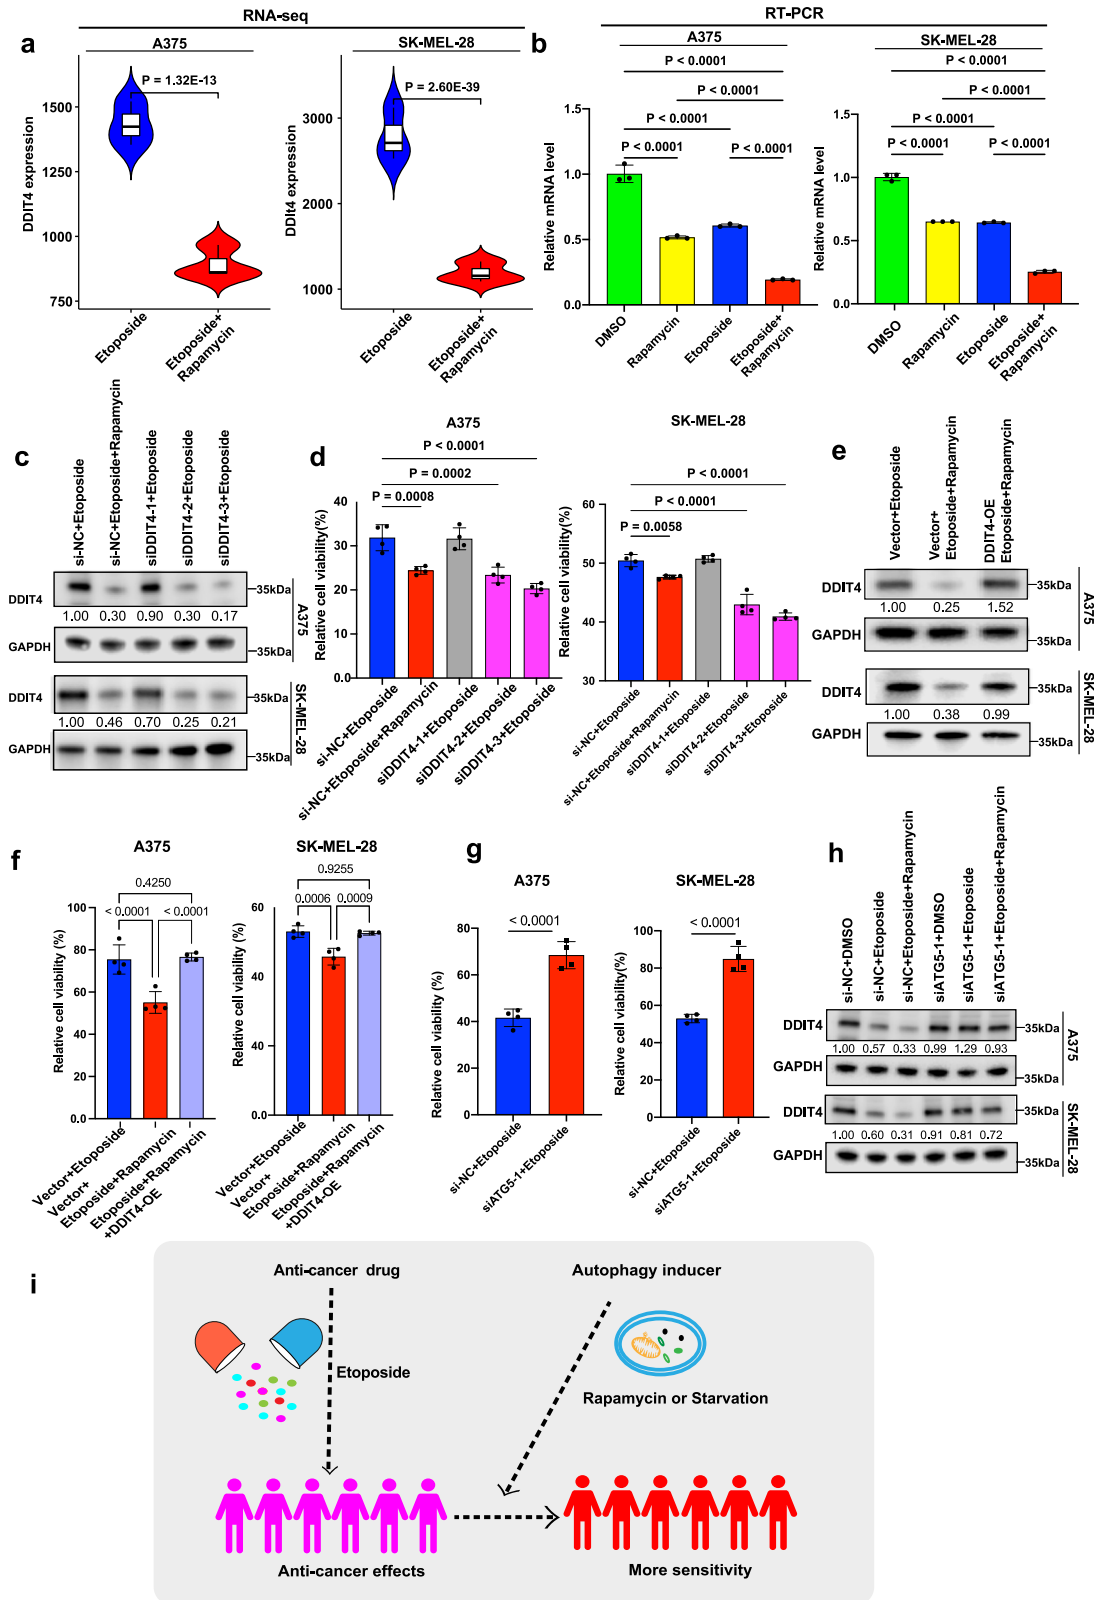 RNA-seq
RT-PCR
a
A375
SK-MEL-28
P = 1.32E-13
P = 2.60E-39
DDIT4 expression
1500
1250
1000
750
DDIt4 expression
3000
2000
1000
Etoposide
Etoposide+
Rapamycin
Etoposide
Etoposide+
Rapamycin
b
A375
SK-MEL-28
P < 0.0001
P < 0.0001
P < 0.0001
P < 0.0001
P < 0.0001
P < 0.0001
P < 0.0001
P < 0.0001
P < 0.0001
P < 0.0001
Relative mRNA level
1.5
1.0
0.5
0.0
Relative mRNA level
1.5
1.0
0.5
0.0
DMSO
Rapamycin
Etoposide
Etoposide+
Rapamycin
DMSO
Rapamycin
Etoposide
Etoposide+
Rapamycin
c
si-NC+Etoposide
si-NC+Etoposide+Rapamycin
siDDIT4-1+Etoposide
siDDIT4-2+Etoposide
siDDIT4-3+Etoposide
DDIT4
35kDa
1.00 0.30 0.90 0.30 0.17
GAPDH
35kDa
A375
DDIT4
35kDa
1.00 0.46 0.70 0.25 0.21
GAPDH
35kDa
SK-MEL-28
d
A375
P < 0.0001
P = 0.0002
P = 0.0008
Relative cell viability(%)
40
30
20
10
0
si-NC+Etoposide
si-NC+Etoposide+Rapamycin
siDDIT4-1+Etoposide
siDDIT4-2+Etoposide
siDDIT4-3+Etoposide
SK-MEL-28
P < 0.0001
P < 0.0001
P = 0.0058
Relative cell viability(%)
60
50
40
30
si-NC+Etoposide
si-NC+Etoposide+Rapamycin
siDDIT4-1+Etoposide
siDDIT4-2+Etoposide
siDDIT4-3+Etoposide
e
Vector+Etoposide
Vector+
Etoposide+Rapamycin
DDIT4-OE
Etoposide+Rapamycin
DDIT4
35kDa
1.00 0.25 1.52
GAPDH
35kDa
A375
DDIT4
35kDa
1.00 0.38 0.99
GAPDH
35kDa
SK-MEL-28
f
A375
0.4250
< 0.0001
< 0.0001
Relative cell viability (%)
100
80
60
40
20
0.0
Vector+Etoposide
Vector+
Etoposide+Rapamycin
Etoposide+Rapamycin
+DDIT4-OE
SK-MEL-28
0.9255
0.0006
0.0009
Relative cell viability (%)
60
40
0.0
Vector+Etoposide
Vector+
Etoposide+Rapamycin
Etoposide+Rapamycin
+DDIT4-OE
g
A375
< 0.0001
Relative cell viability (%)
80
60
40
20
0
si-NC+Etoposide
siATG5-1+Etoposide
SK-MEL-28
< 0.0001
Relative cell viability(%)
100
80
60
40
20
0
si-NC+Etoposide
siATG5-1+Etoposide
h
si-NC+DMSO
si-NC+Etoposide
si-NC+Etoposide+Rapamycin
siATG5-1+DMSO
siATG5-1+Etoposide
siATG5-1+Etoposide+Rapamycin
DDIT4
35kDa
1.00 0.57 0.33 0.99 1.29 0.93
GAPDH
35kDa
A375
DDIT4
35kDa
1.00 0.60 0.31 0.91 0.81 0.72
GAPDH
35kDa
SK-MEL-28
i
Anti-cancer drug
Autophagy inducer
Etoposide
Rapamycin or Starvation
Anti-cancer effects
More sensitivity